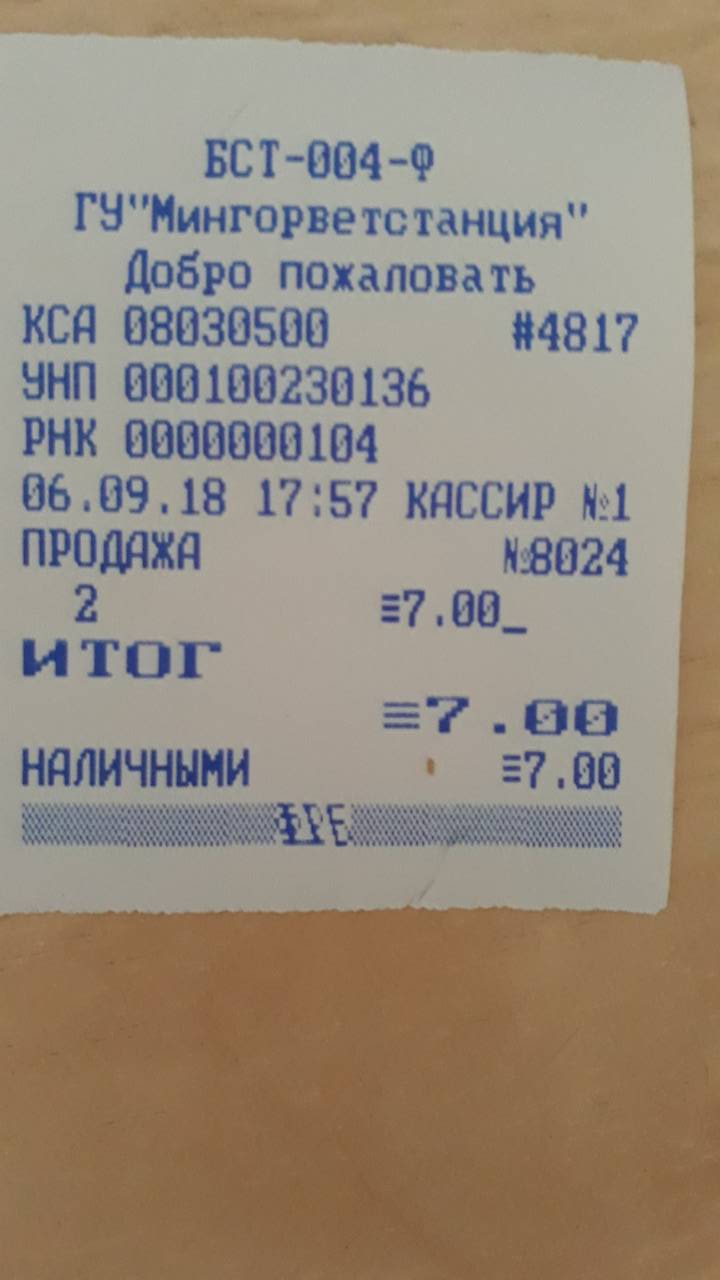 БСТ-004-Ф
ГУ"Мингорветстанция"
Добро пожаловать
КСА 08030500 #4817
УНП 000100230136
РНК 0000000104
06.09.18 17:57 КАССИР №1
ПРОДАЖА №8024
2 ≡7.00_
ИТОГ
≡7.00
НАЛИЧНЫМИ ≡7.00